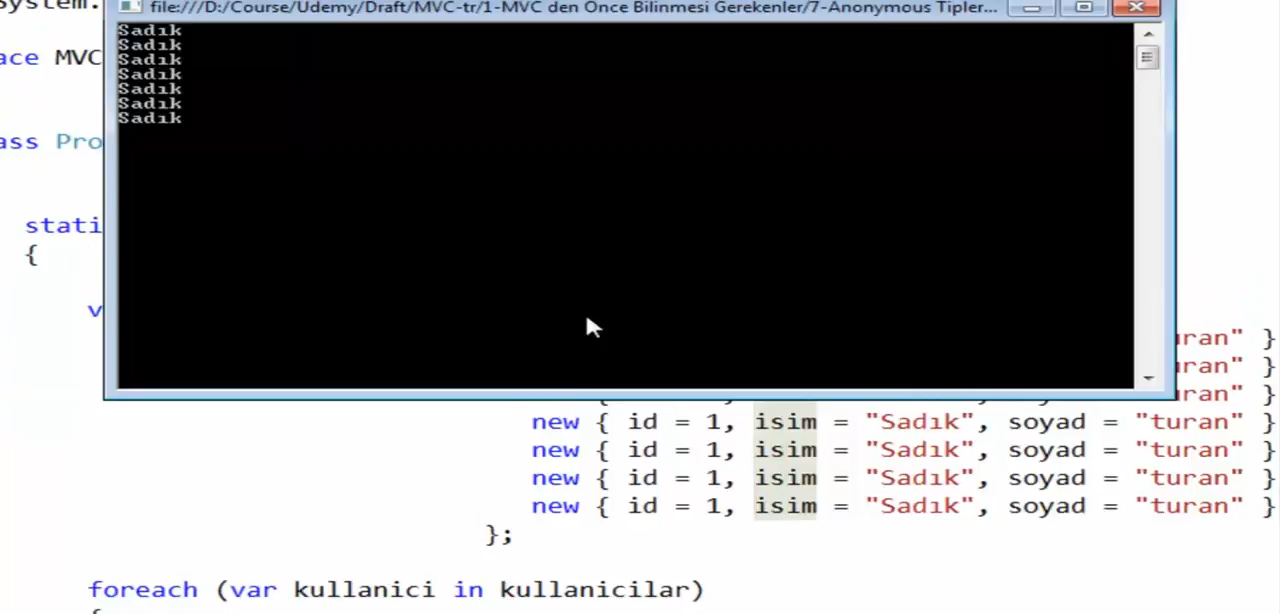 System.
file:///D:/Course/Udemy/Draft/MVC-tr/1-MVC den Önce Bilinmesi Gerekenler/7-Anonymous Tipler...
Sadık
Sadık
Sadık
Sadık
Sadık
Sadık
Sadık
ace MVC
ass Pro
stati
{
v
uran" }
uran" }
uran" }
new { id = 1, isim = "Sadık", soyad = "turan" }
new { id = 1, isim = "Sadık", soyad = "turan" }
new { id = 1, isim = "Sadık", soyad = "turan" }
new { id = 1, isim = "Sadık", soyad = "turan" }
};
foreach (var kullanici in kullanicilar)
{